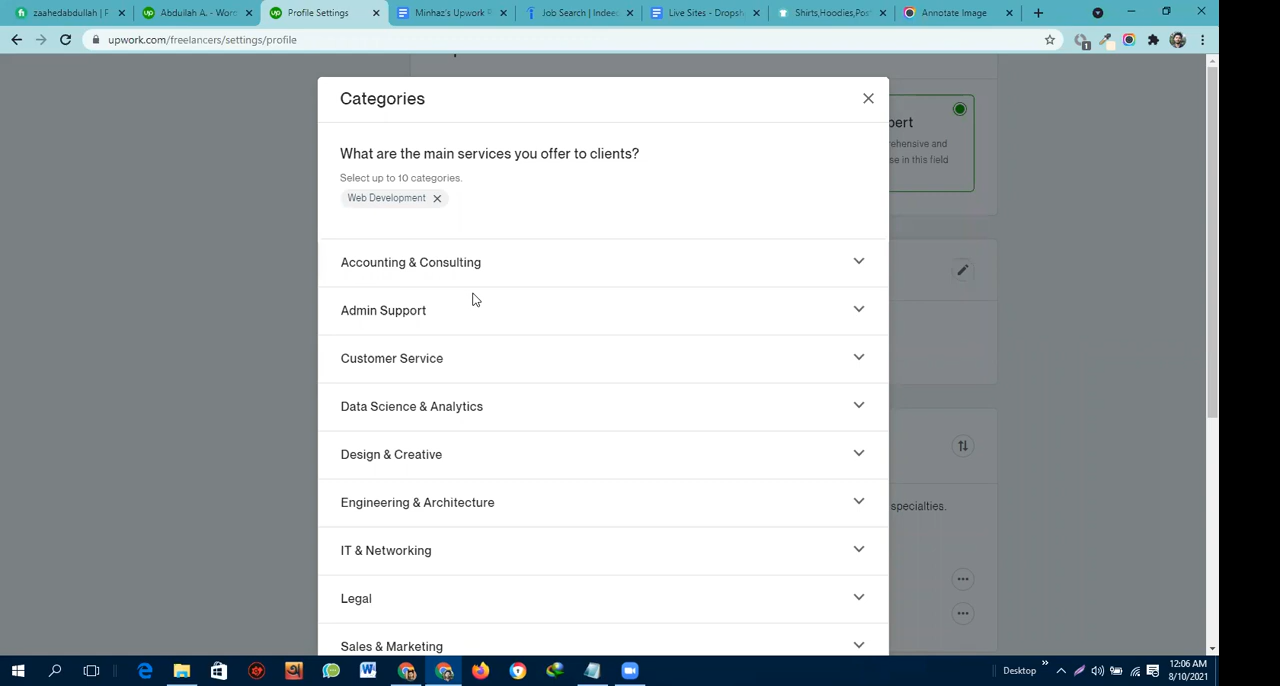 zaahedabdullah | F
Abduilah A. - Wor
Profile Settings
Minhaz's Upwork
Job Search | Indee
Live Sites - Dropsh
Shirts,Hoodies,Pos
Annotate Image
upwork.com/freelancers/settings/profile
1
Categories
What are the main services you offer to clients?
Select up to 10 categories.
Web Development
pert
rehensive and
se in this field
Accounting & Consulting
Admin Support
Customer Service
Data Science & Analytics
Design & Creative
Engineering & Architecture
specialties.
IT & Networking
Legal
Sales & Marketing
Desktop
12:06 AM
8/10/2021